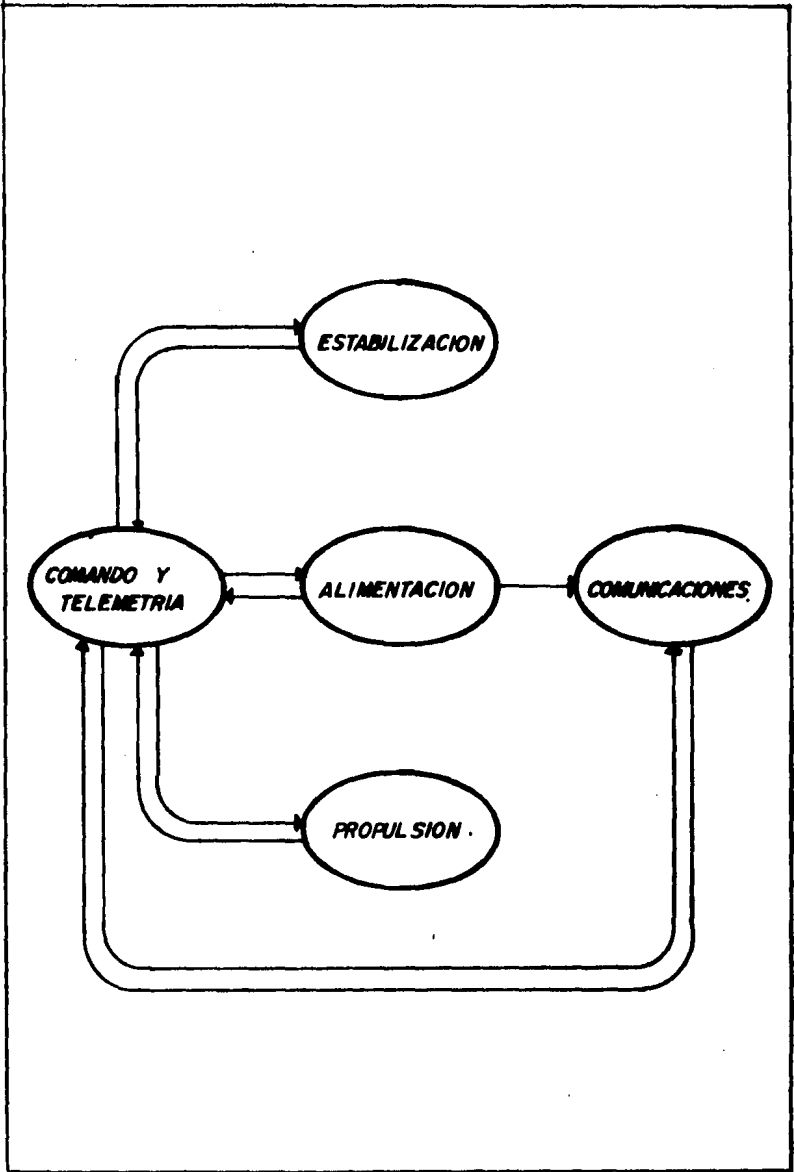 ESTABILIZACION
COMANDO Y
TELEMETRIA
ALIMENTACION
COMUNICACIONES.
PROPULSION.